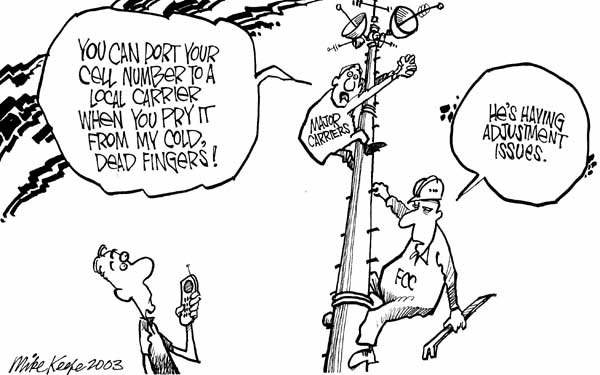 YOU CAN PORT YOUR
CELL NUMBER TO A
LOCAL CARRIER
WHEN YOU PRY IT
FROM MY COLD,
DEAD FINGERS!
MAJOR
CARRIERS
HE'S HAVING
ADJUSTMENT
ISSUES.
FCC
MIKE KEEFE 2003